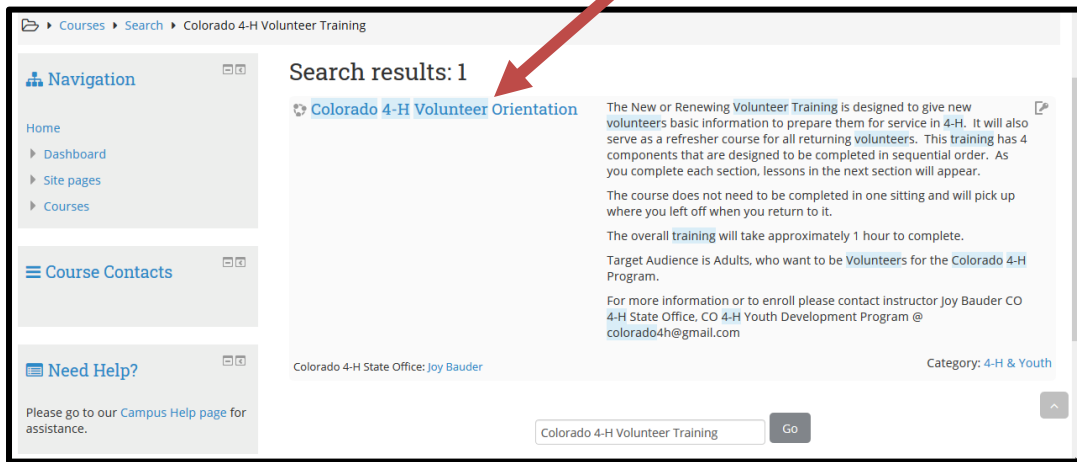 Courses Search Colorado 4-H Volunteer Training
Navigation
Home
Dashboard
Site pages
Courses
Course Contacts
Need Help?
Please go to our Campus Help page for
assistance.
Search results: 1
Colorado 4-H Volunteer Orientation
The New or Renewing Volunteer Training is designed to give new
volunteers basic information to prepare them for service in 4-H. It will also
serve as a refresher course for all returning volunteers. This training has 4
components that are designed to be completed in sequential order. As
you complete each section, lessons in the next section will appear.
The course does not need to be completed in one sitting and will pick up
where you left off when you return to it.
The overall training will take approximately 1 hour to complete.
Target Audience is Adults, who want to be Volunteers for the Colorado 4-H
Program.
For more information or to enroll please contact instructor Joy Bauder CO
4-H State Office, CO 4-H Youth Development Program @
colorado4h@gmail.com
Colorado 4-H State Office: Joy Bauder
Category: 4-H & Youth
Colorado 4-H Volunteer Training
Go